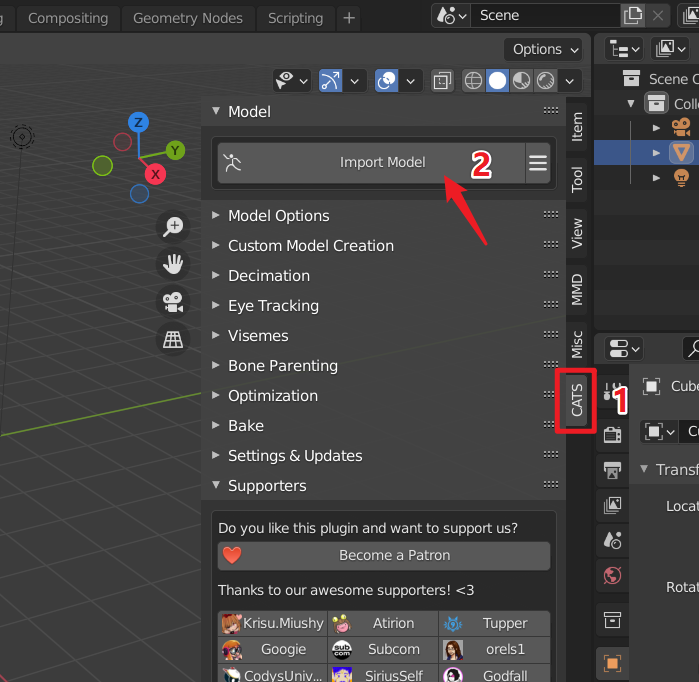 Compositing Geometry Nodes Scripting + Scene
Options
Model
Import Model 2
Model Options
Custom Model Creation
Decimation
Eye Tracking
Visemes
Bone Parenting
Optimization
Bake
Settings & Updates
Supporters
Do you like this plugin and want to support us?
Become a Patron
Thanks to our awesome supporters! <3
Krisu.Miushy Atirion Tupper
Googie Subcom orels1
CodysUniv... SiriusSelf Godfall
Item
Tool
View
MMD
Misc
CATS
1
Z
Y
X
Scene C
Colle
Cube
Cu
Transfo
Locat
Rotat